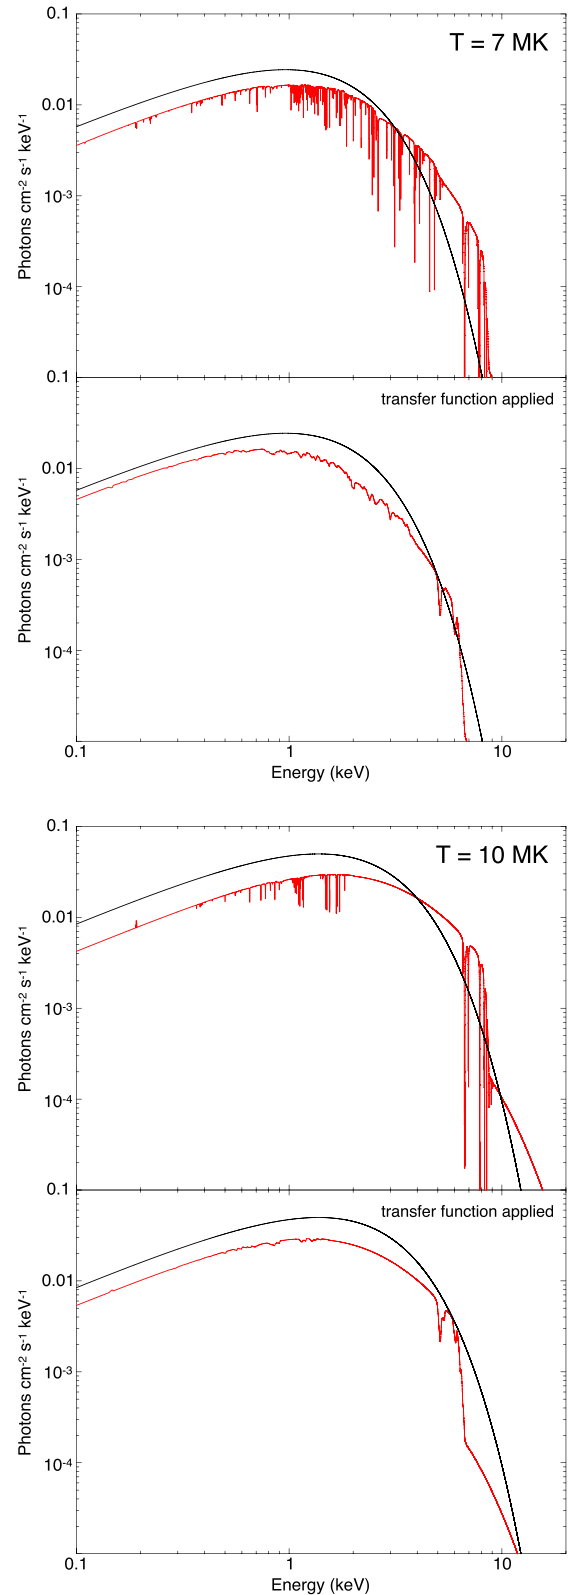 0.1
T = 7 MK
0.01
10-3
10-4
Photons cm-2 s-1 keV-1
0.1
transfer function applied
0.01
10-3
10-4
Photons cm-2 s-1 keV-1
0.1 1 10
Energy (keV)
0.1
T = 10 MK
0.01
10-3
10-4
Photons cm-2 s-1 keV-1
0.1
transfer function applied
0.01
10-3
10-4
Photons cm-2 s-1 keV-1
0.1 1 10
Energy (keV)